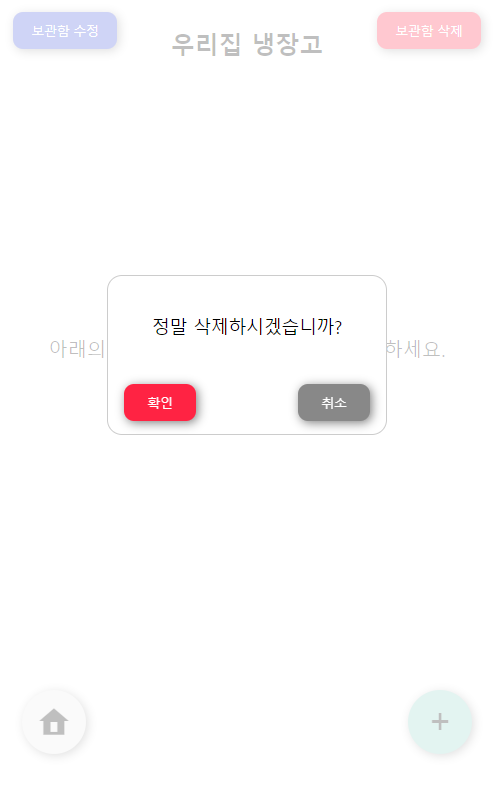 보관함 수정
우리집 냉장고
보관함 삭제
정말 삭제하시겠습니까?
아래의
하세요.
확인
취소
+